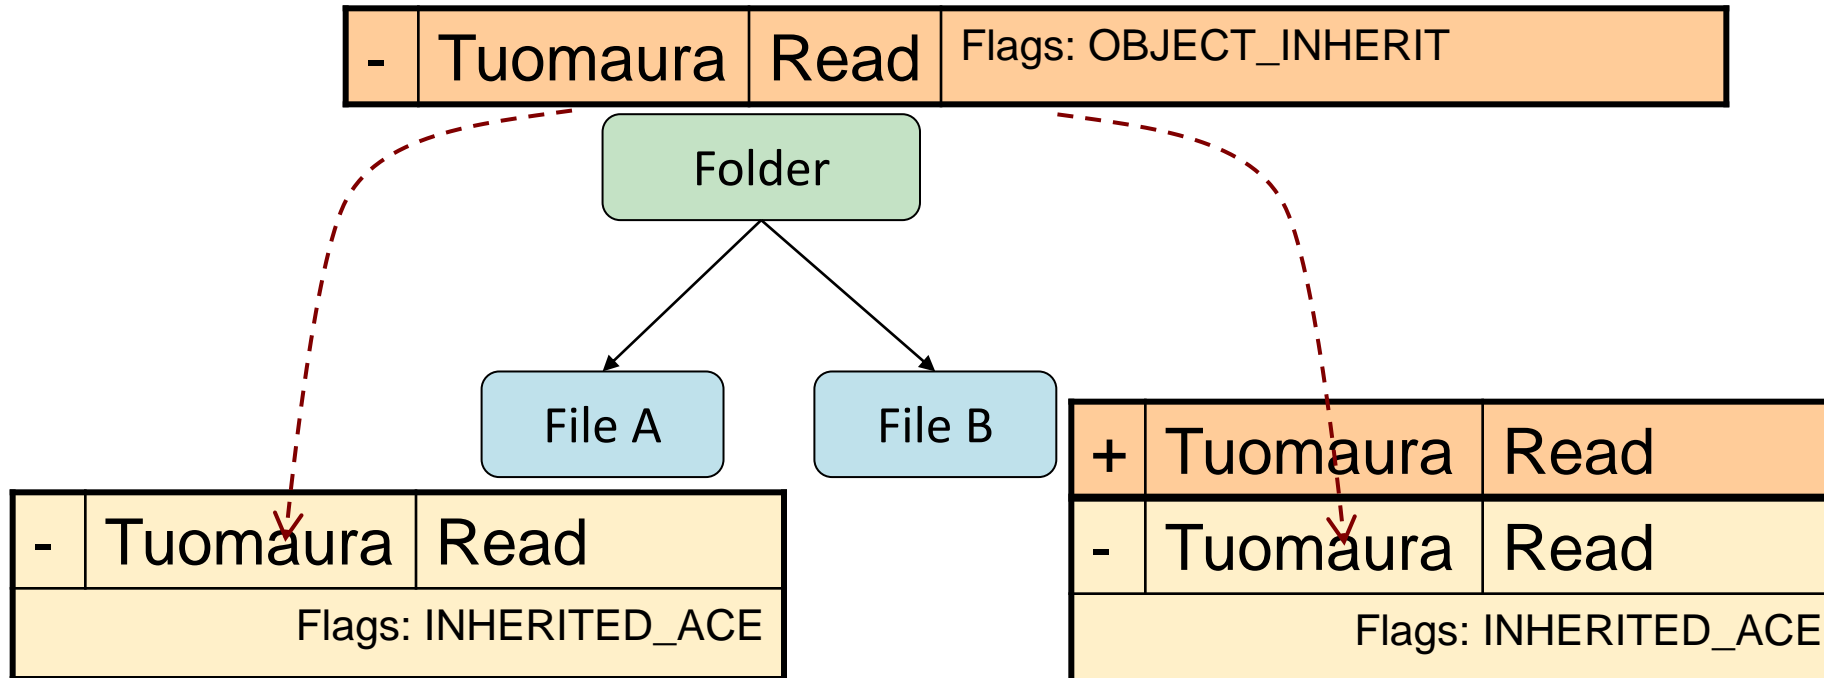 - Tuomaura Read Flags: OBJECT_INHERIT
Folder
File A
File B
+ Tuomaura Read
- Tuomaura Read
Flags: INHERITED_ACE
- Tuomaura Read
Flags: INHERITED_ACE